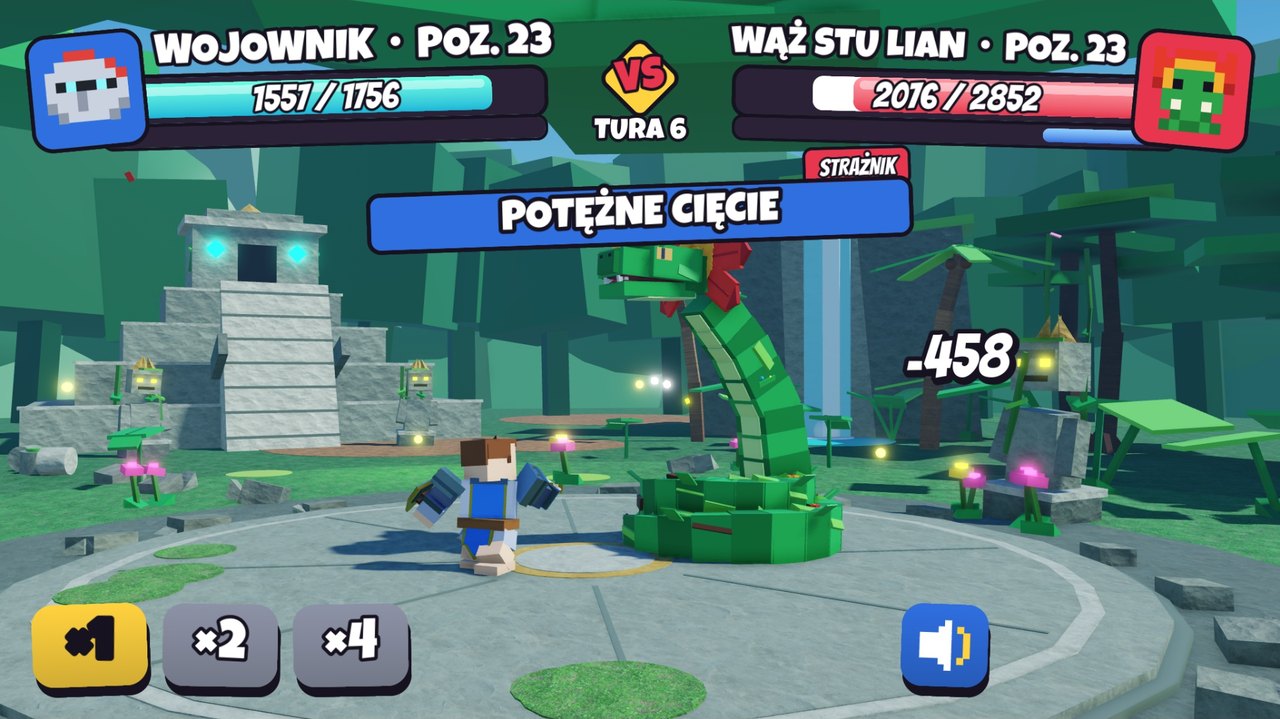 WOJOWNIK • POZ. 23
1557 / 1756
VS
TURA 6
WĄŻ STU LIAN • POZ. 23
2076 / 2852
STRAŻNIK
POTĘŻNE CIĘCIE
-458
×1
×2
×4